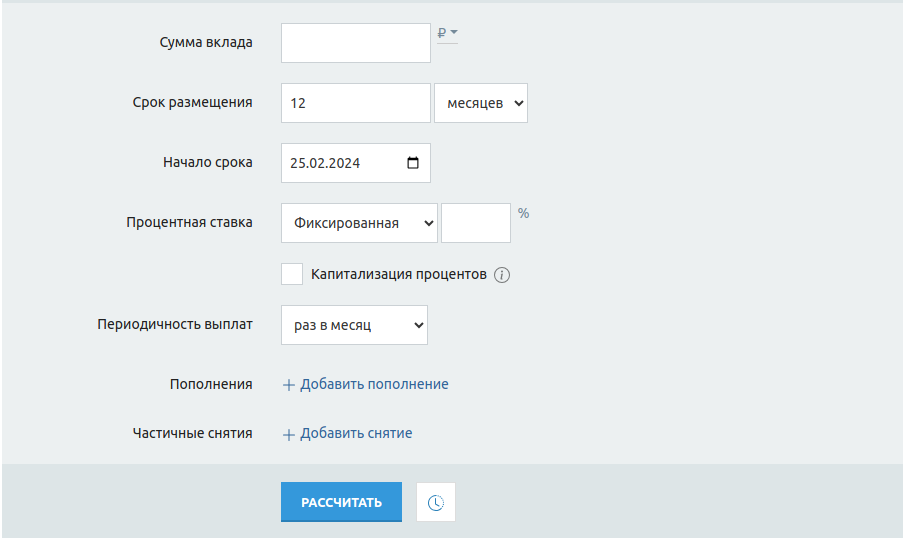 Сумма вклада ₽
Срок размещения 12 месяцев
Начало срока 25.02.2024
Процентная ставка Фиксированная %
Капитализация процентов i
Периодичность выплат раз в месяц
Пополнения + Добавить пополнение
Частичные снятия + Добавить снятие
РАССЧИТАТЬ